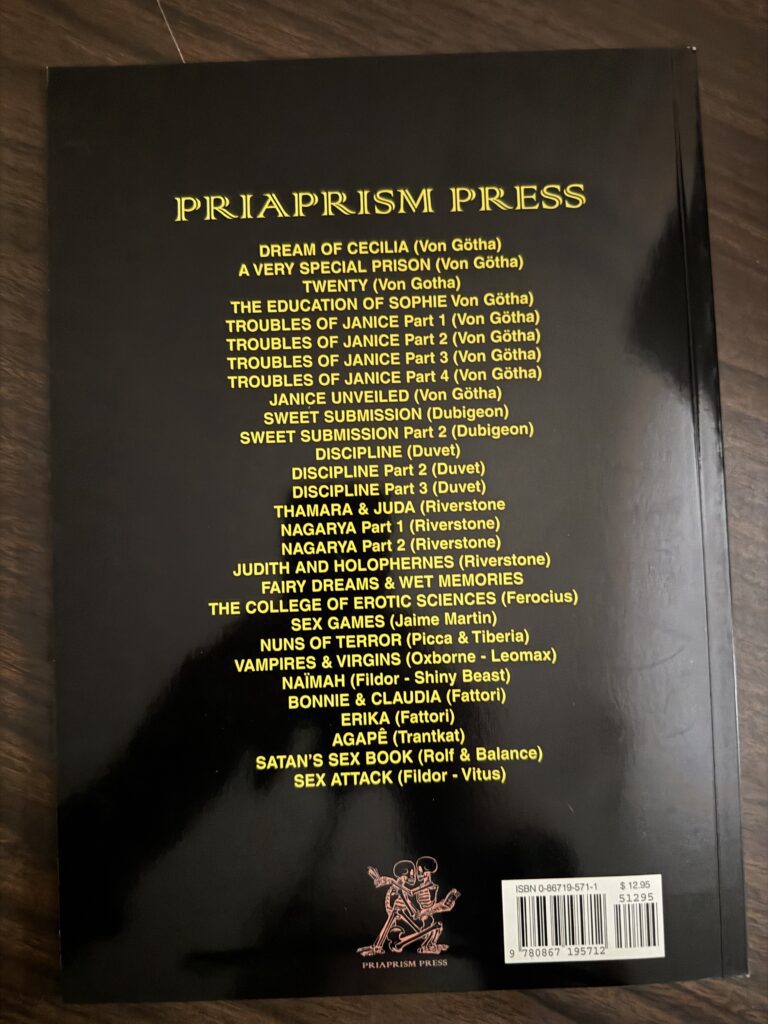 PRIAPRISM PRESS
DREAM OF CECILIA (Von Götha)
A VERY SPECIAL PRISON (Von Götha)
TWENTY (Von Gotha)
THE EDUCATION OF SOPHIE Von Götha)
TROUBLES OF JANICE Part 1 (Von Götha)
TROUBLES OF JANICE Part 2 (Von Götha)
TROUBLES OF JANICE Part 3 (Von Götha)
TROUBLES OF JANICE Part 4 (Von Götha)
JANICE UNVEILED (Von Götha)
SWEET SUBMISSION (Dubigeon)
SWEET SUBMISSION Part 2 (Dubigeon)
DISCIPLINE (Duvet)
DISCIPLINE Part 2 (Duvet)
DISCIPLINE Part 3 (Duvet)
THAMARA & JUDA (Riverstone
NAGARYA Part 1 (Riverstone)
NAGARYA Part 2 (Riverstone)
JUDITH AND HOLOPHERNES (Riverstone)
FAIRY DREAMS & WET MEMORIES
THE COLLEGE OF EROTIC SCIENCES (Ferocius)
SEX GAMES (Jaime Martin)
NUNS OF TERROR (Picca & Tiberia)
VAMPIRES & VIRGINS (Oxborne - Leomax)
NAÏMAH (Fildor - Shiny Beast)
BONNIE & CLAUDIA (Fattori)
ERIKA (Fattori)
AGAPÊ (Trantkat)
SATAN'S SEX BOOK (Rolf & Balance)
SEX ATTACK (Fildor - Vitus)
PRIAPRISM PRESS
ISBN 0-86719-571-1 $ 12.95
51295
9 780867 195712